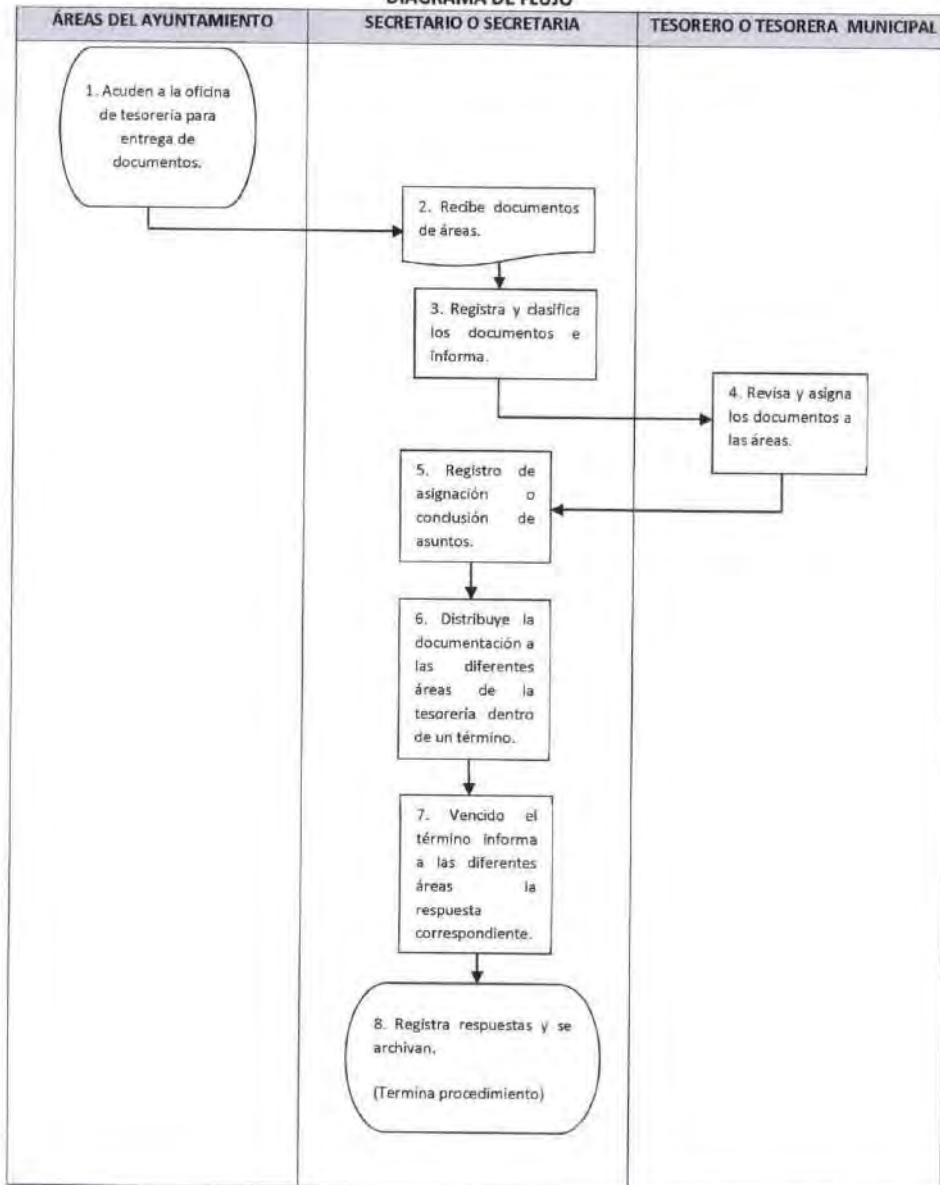 DIAGRAMA DE FLUJO
ÁREAS DEL AYUNTAMIENTO
SECRETARIO O SECRETARIA
TESORERO O TESORERA MUNICIPAL
1. Acuden a la oficina
de tesorería para
entrega de
documentos.
2. Recibe documentos
de áreas.
3. Registra y clasifica
los documentos e
informa.
4. Revisa y asigna
los documentos a
las áreas.
5. Registro de
asignación o
conclusión de
asuntos.
6. Distribuye la
documentación a
las diferentes
áreas de la
tesorería dentro
de un término.
7. Vencido el
término informa
a las diferentes
áreas la
respuesta
correspondiente.
8. Registra respuestas y se
archivan.
(Termina procedimiento)